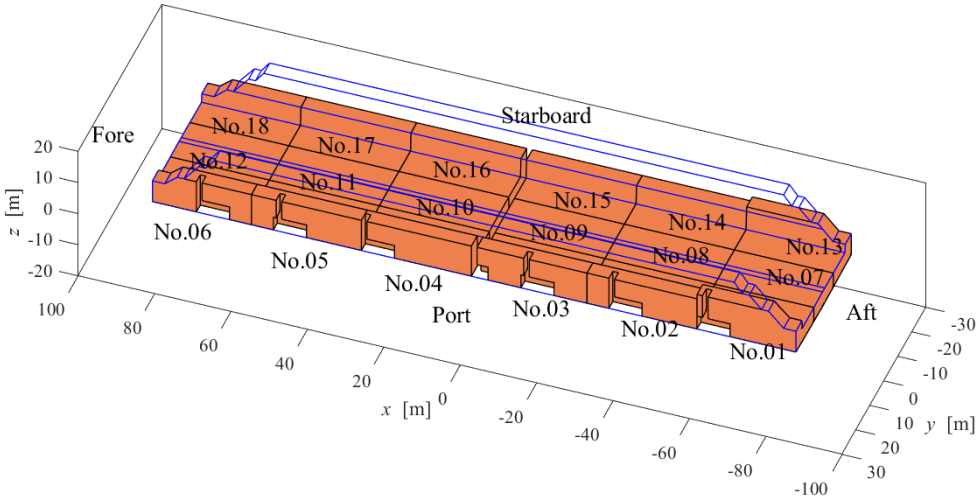 Starboard
Fore
No.18
No.17
No.16
No.15
No.14
No.13
No.12
No.11
No.10
No.09
No.08
No.07
No.06
No.05
No.04
No.03
No.02
No.01
Port
Aft
20
10
0
-10
-20
z [m]
100
80
60
40
20
0
-20
-40
-60
-80
-100
x [m]
-30
-20
-10
0
10
20
30
y [m]